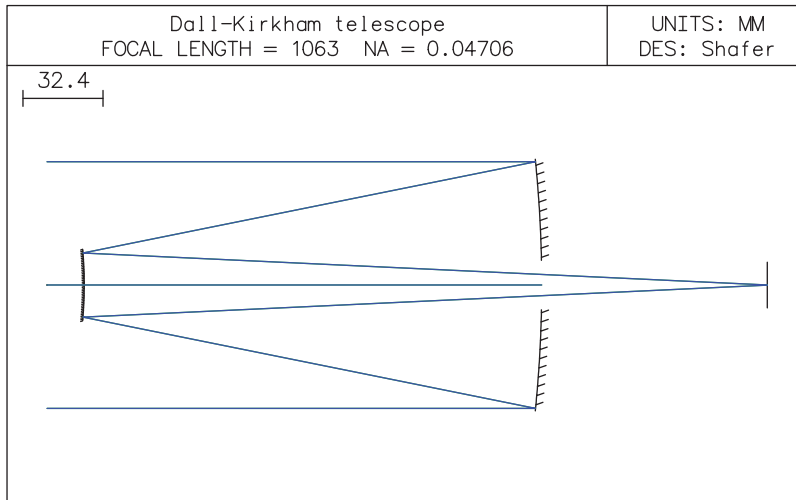 Dall-Kirkham telescope
FOCAL LENGTH = 1063 NA = 0.04706
UNITS: MM
DES: Shafer
32.4